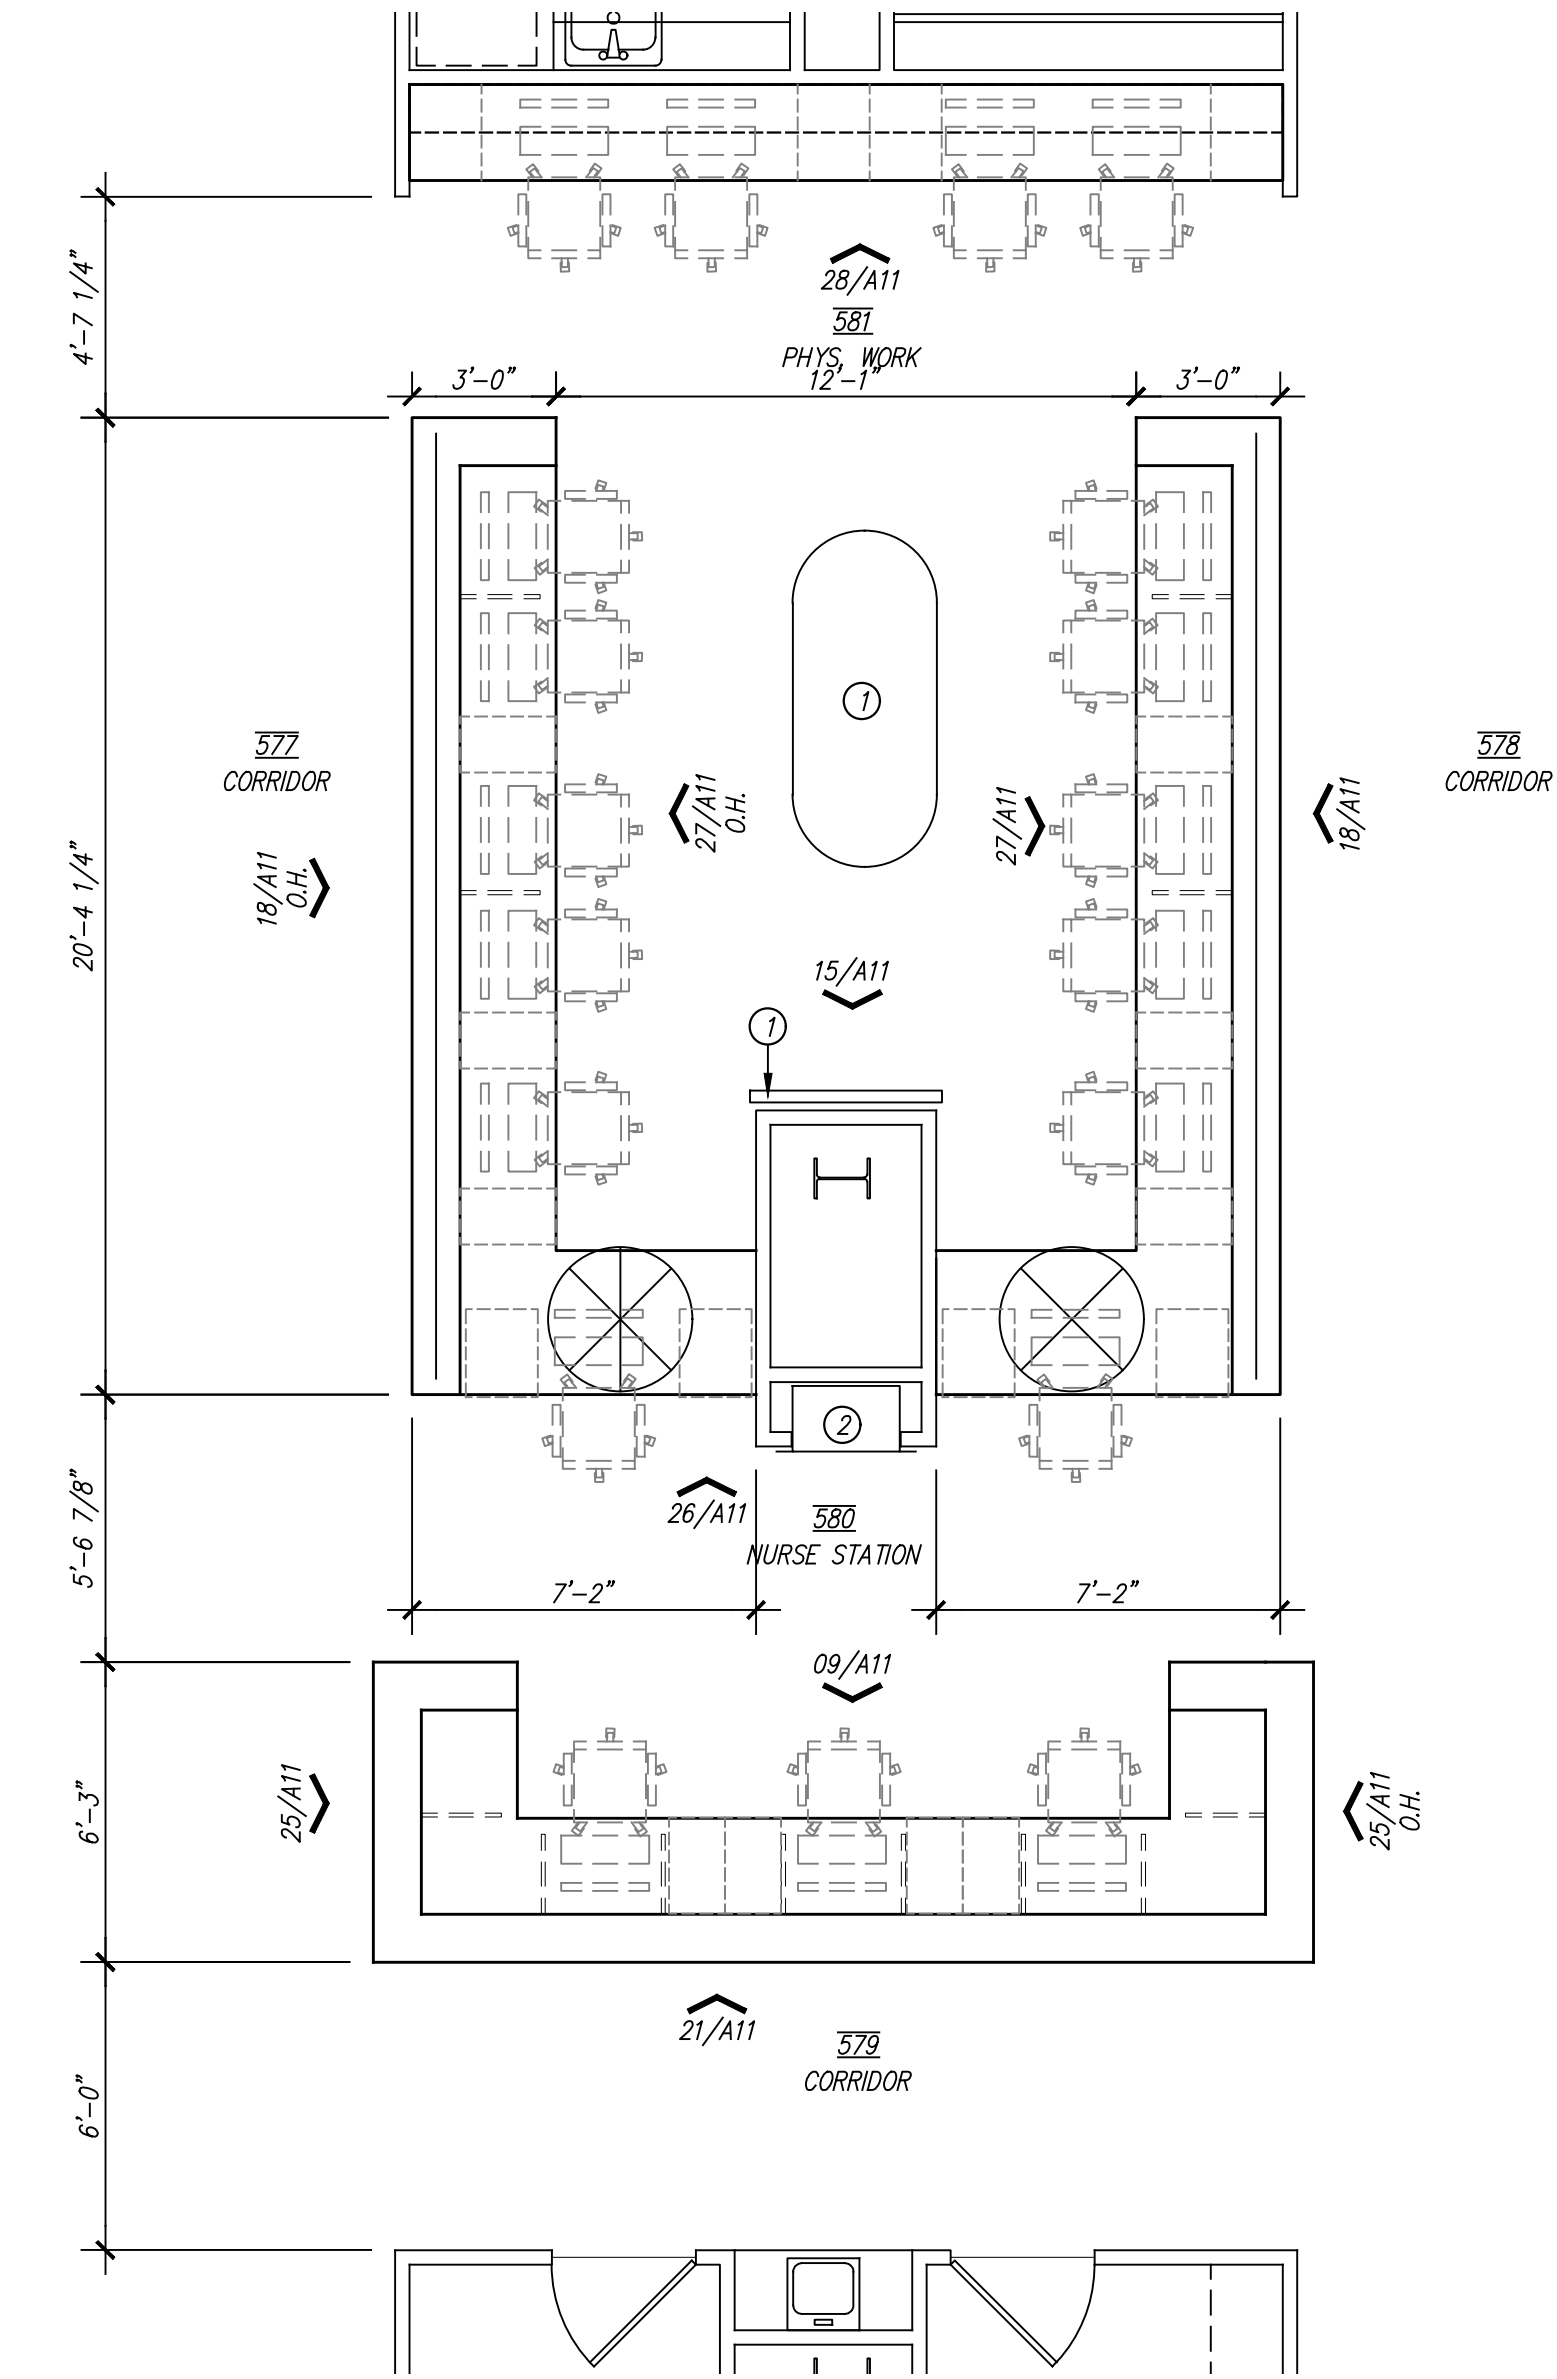 28/A11
581
PHYS. WORK
4'-7 1/4"
3'-0"
12'-1"
3'-0"
1
577
CORRIDOR
578
CORRIDOR
27/A11
O.H.
27/A11
18/A11
18/A11
O.H.
20'-4 1/4"
15/A11
1
2
26/A11
580
NURSE STATION
5'-6 7/8"
7'-2"
7'-2"
09/A11
25/A11
25/A11
O.H.
6'-3"
21/A11
579
CORRIDOR
6'-0"